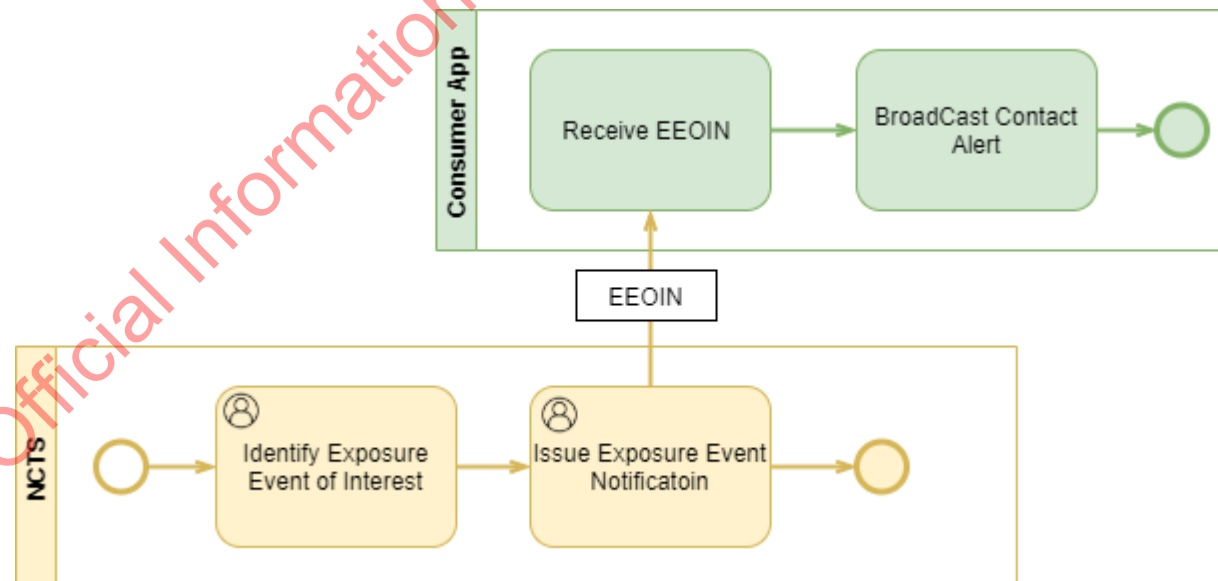 Official Information
Consumer App
Receive EEOIN
BroadCast Contact
Alert
EEOIN
NCTS
Identify Exposure
Event of Interest
Issue Exposure Event
Notificatoin